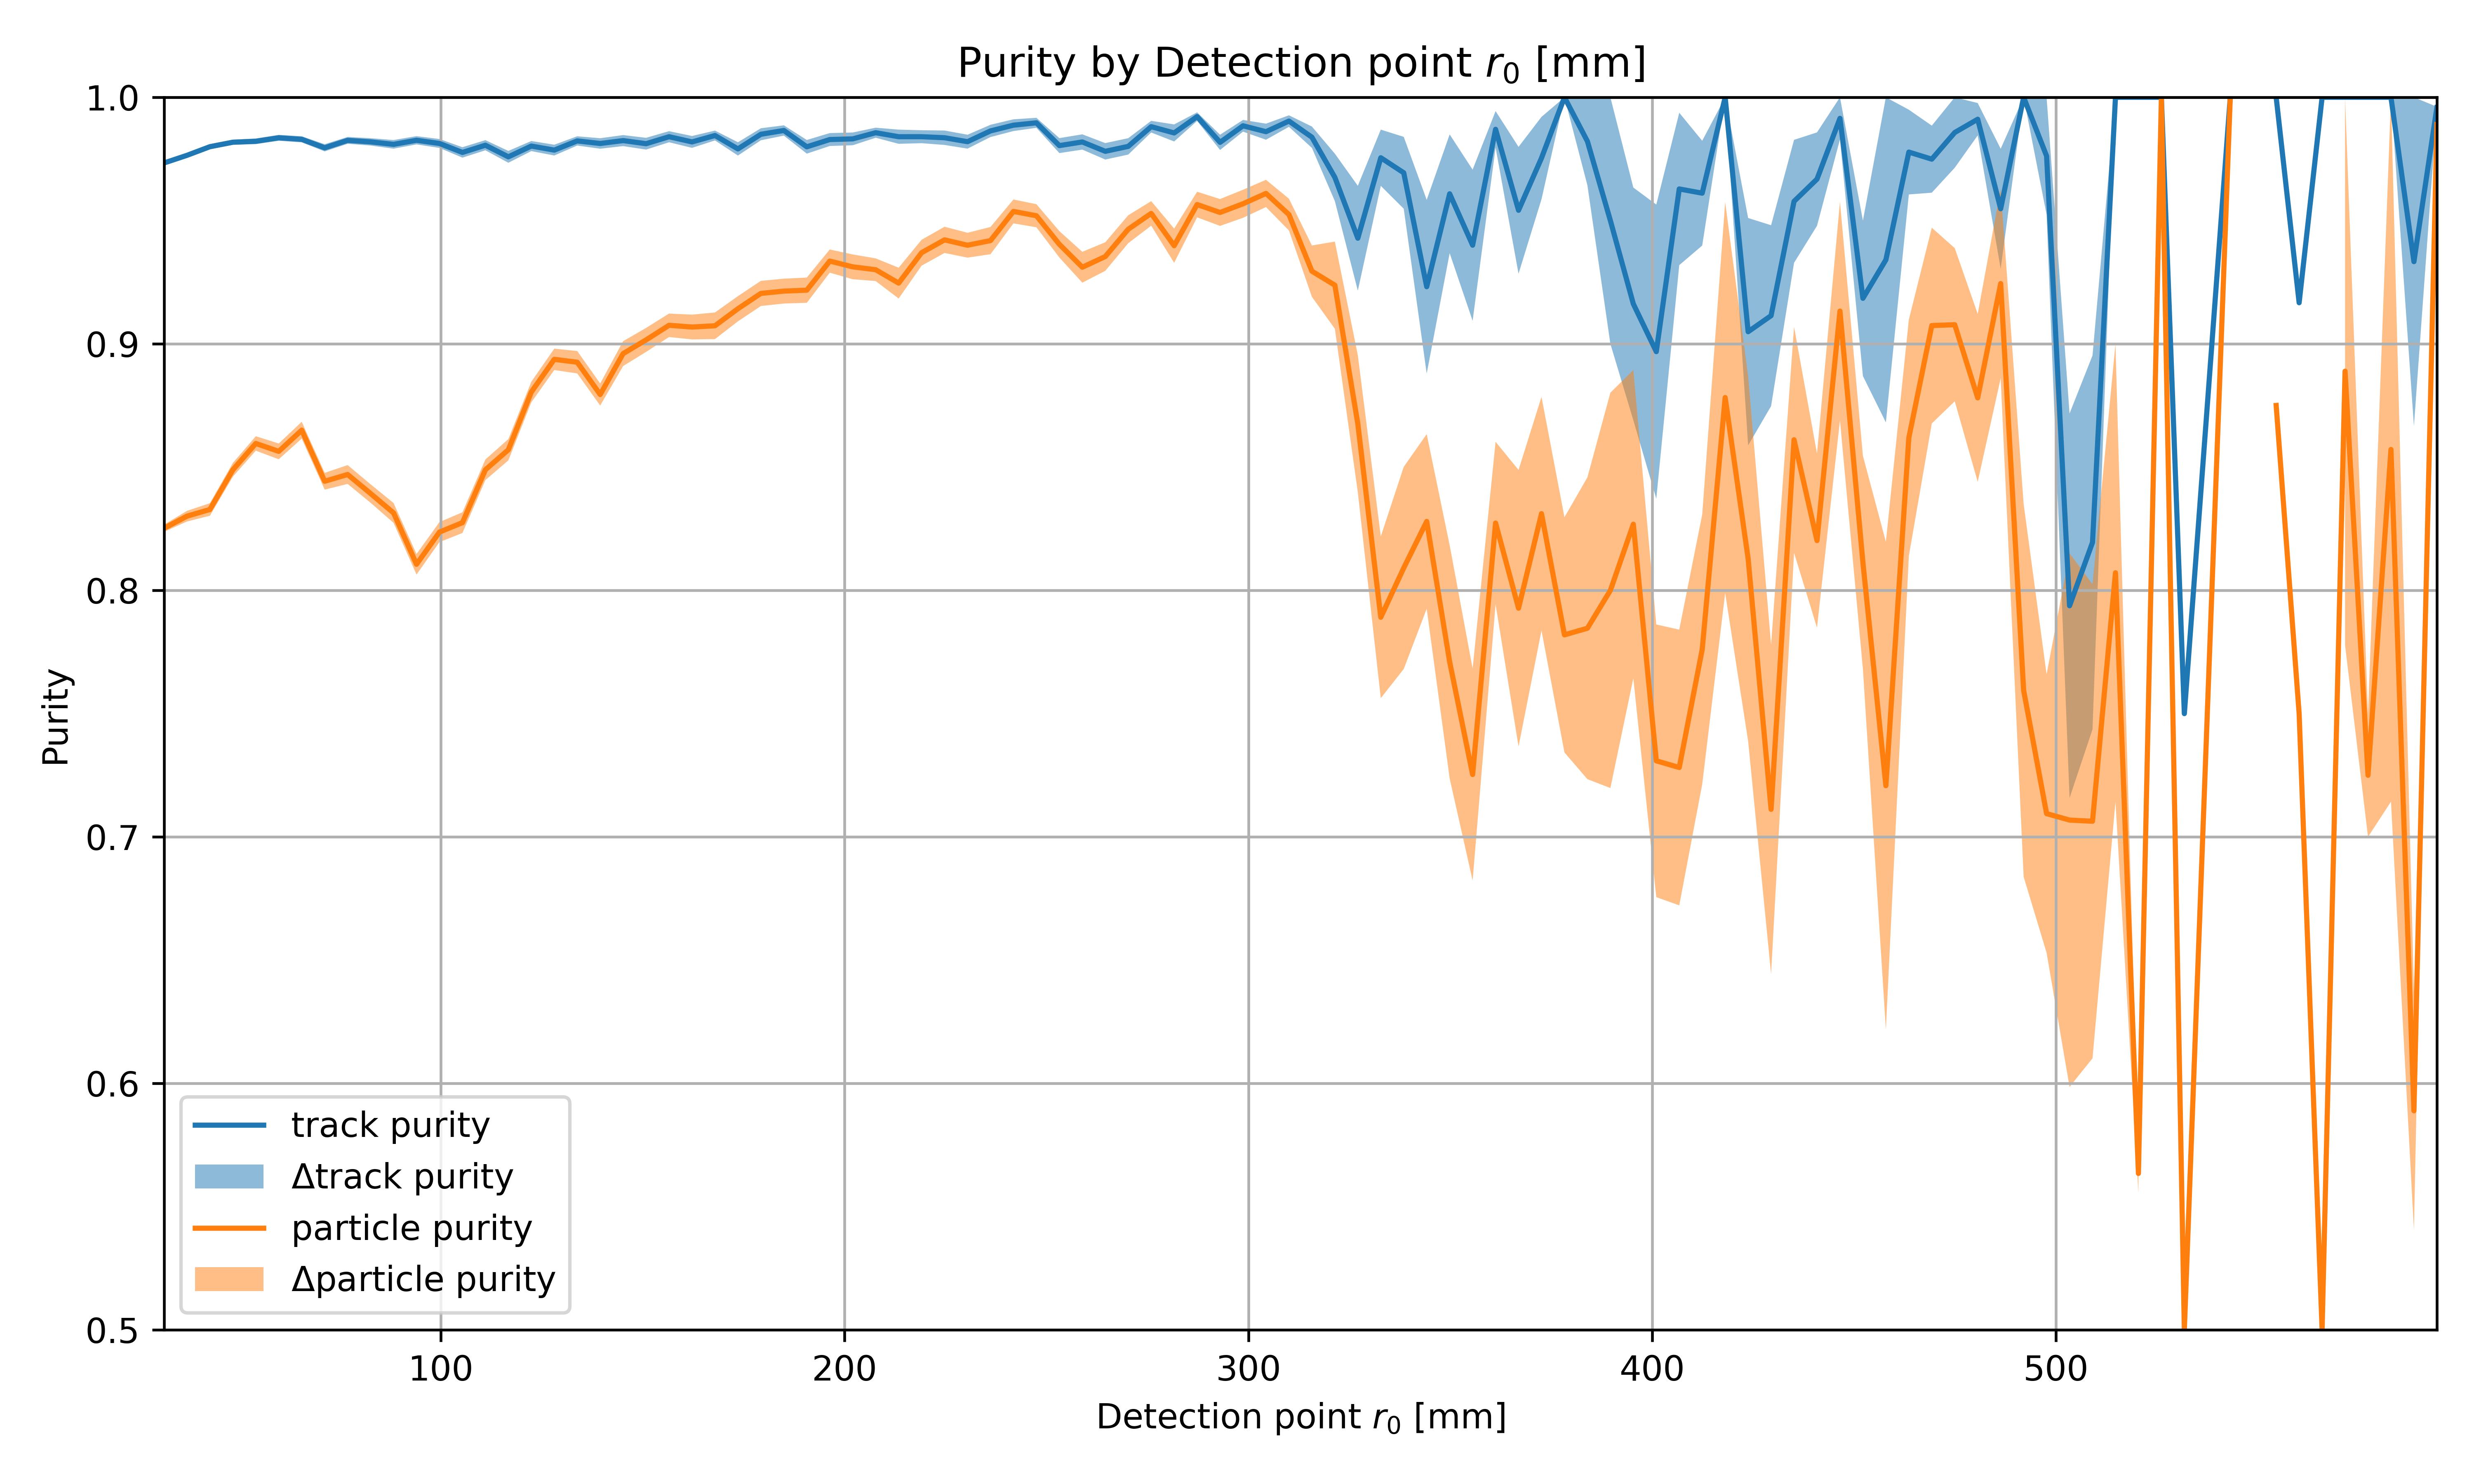 Purity by Detection point r₀ [mm]
1.0
0.9
0.8
0.7
0.6
0.5
Purity
track purity
Δtrack purity
particle purity
Δparticle purity
100 200 300 400 500
Detection point r₀ [mm]